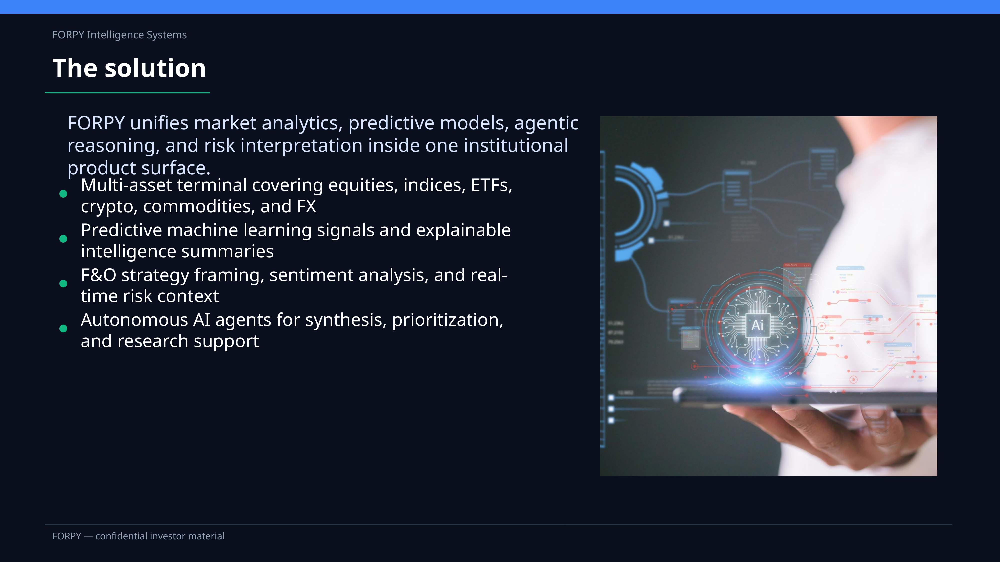 FORPY Intelligence Systems
The solution
FORPY unifies market analytics, predictive models, agentic
reasoning, and risk interpretation inside one institutional
product surface.
Multi-asset terminal covering equities, indices, ETFs,
crypto, commodities, and FX
Predictive machine learning signals and explainable
intelligence summaries
F&O strategy framing, sentiment analysis, and real-
time risk context
Autonomous AI agents for synthesis, prioritization,
and research support
Ai
FORPY — confidential investor material